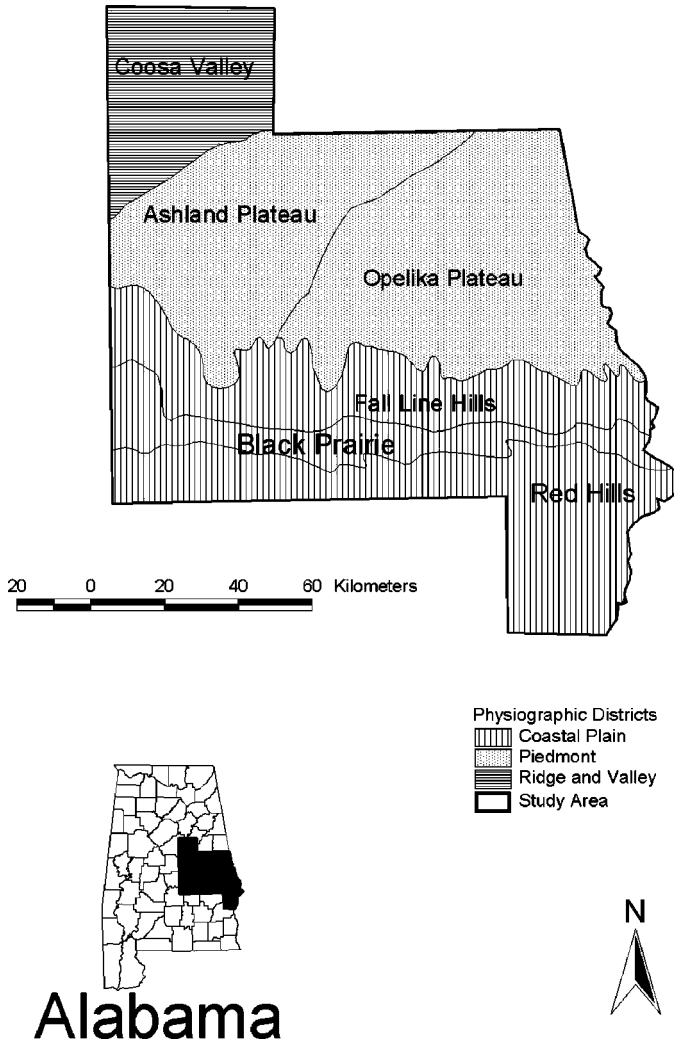 Coosa Valley
Ashland Plateau
Opelika Plateau
Fall Line Hills
Black Prairie
Red Hills
20 0 20 40 60 Kilometers
Physiographic Districts
Coastal Plain
Piedmont
Ridge and Valley
Study Area
N
Alabama